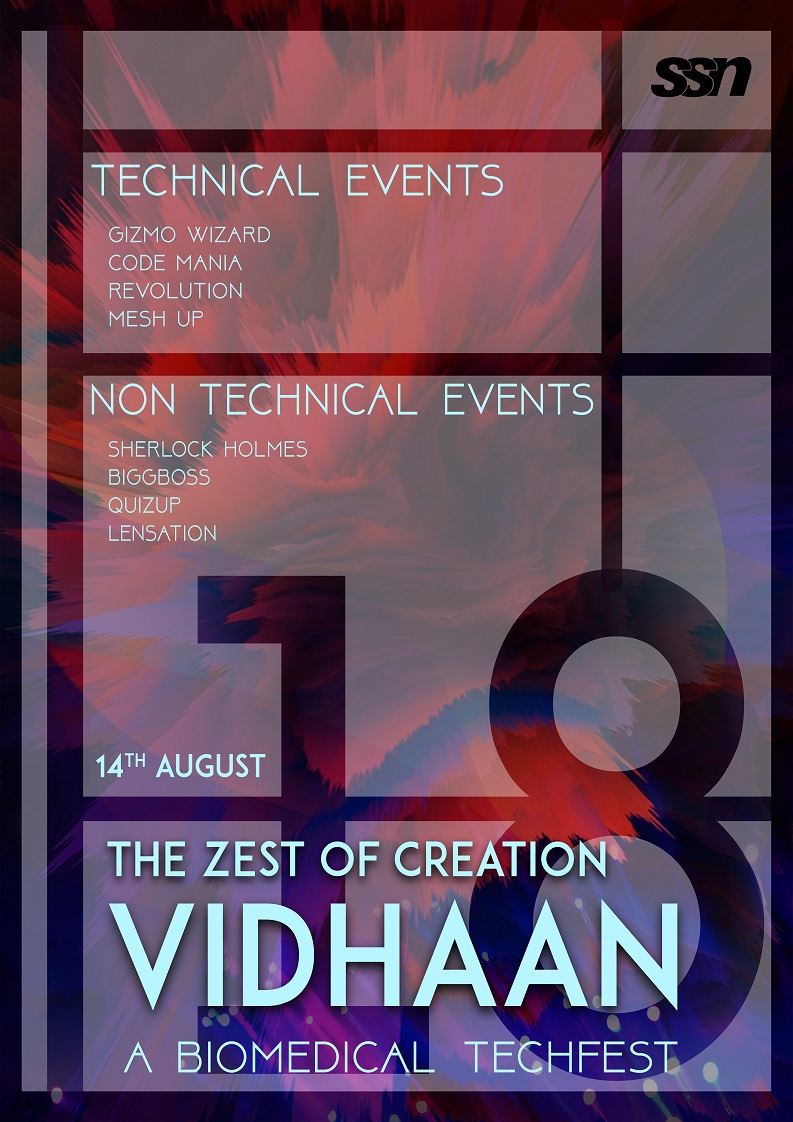 ssn
TECHNICAL EVENTS
GIZMO WIZARD
CODE MANIA
REVOLUTION
MESH UP
NON TECHNICAL EVENTS
SHERLOCK HOLMES
BIGGBOSS
QUIZUP
LENSATION
18
14TH AUGUST
THE ZEST OF CREATION
VIDHAAN
A BIOMEDICAL TECHFEST